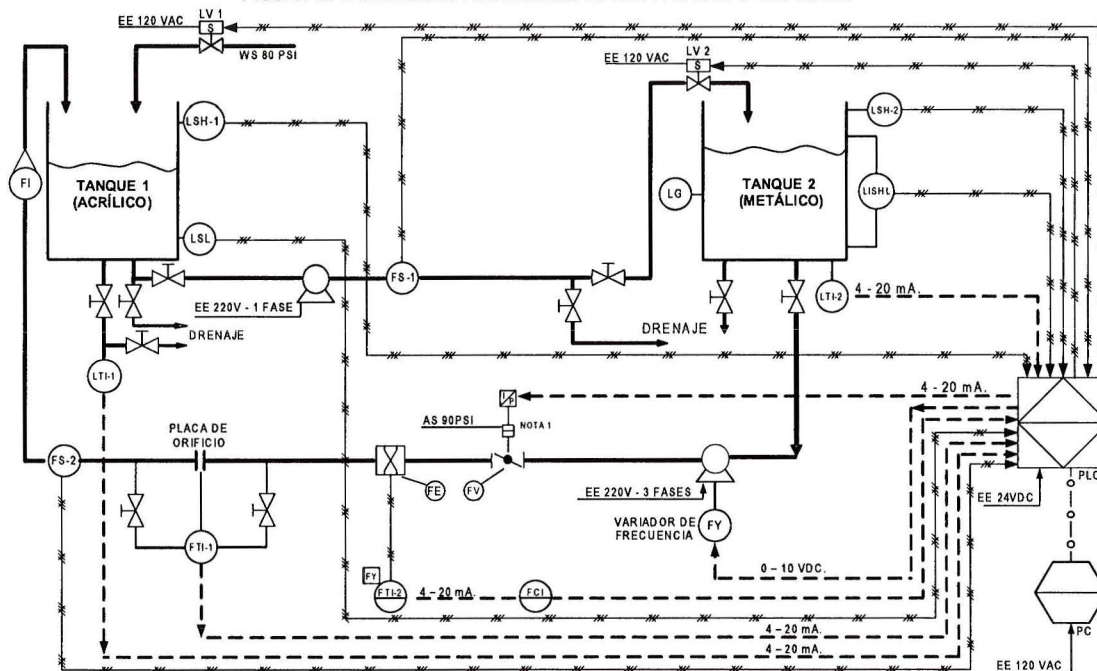 LV 1
EE 120 VAC
S
WS 80 PSI
LV 2
EE 120 VAC
S
LSH-1
LSH-2
FI
TANQUE 1
(ACRÍLICO)
LG
TANQUE 2
(METÁLICO)
LISH-L
LSL
FS-1
EE 220V - 1 FASE
LTI-2
4 - 20 mA.
DRENAJE
DRENAJE
LTI-1
I/P
4 - 20 mA.
AS 90PSI
NOTA 1
PLACA DE
ORIFICIO
FS-2
FE
FV
EE 220V - 3 FASES
PLC
EE 24VDC
VARIADOR DE
FRECUENCIA
FY
FTI-1
0 - 10 VDC.
FY
FTI-2
4 - 20 mA.
FCI
4 - 20 mA.
4 - 20 mA.
PC
EE 120 VAC